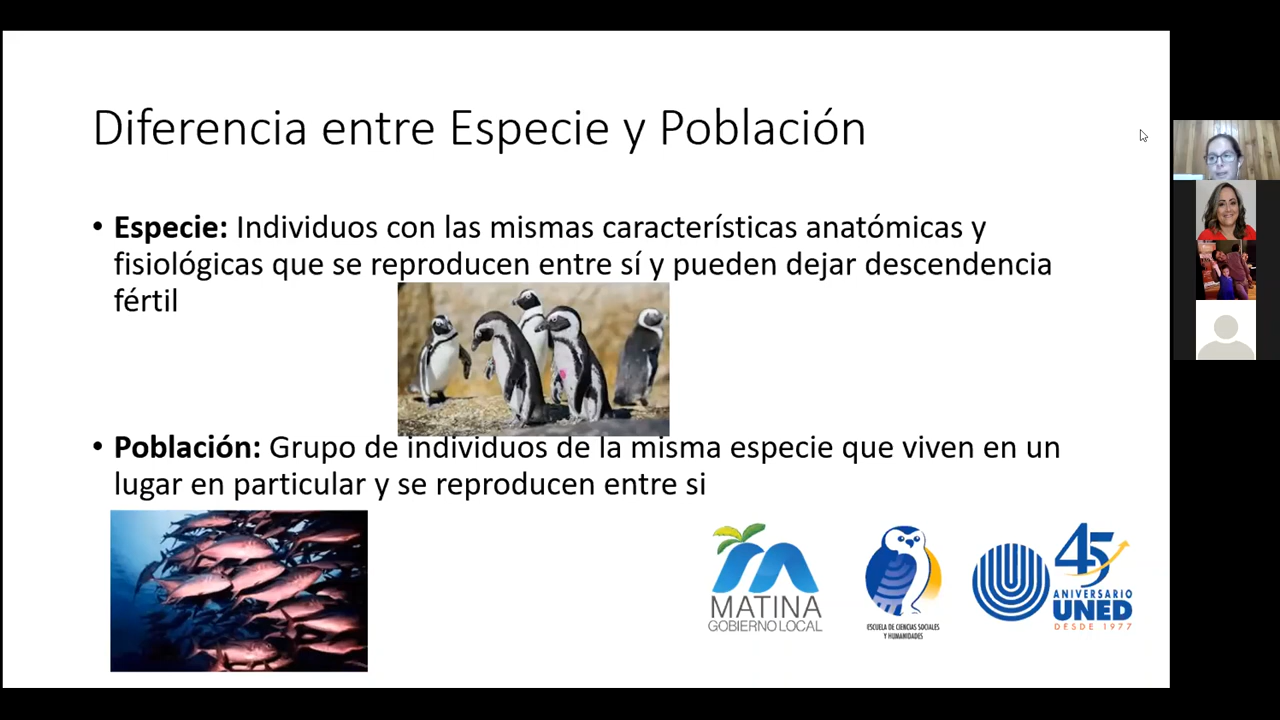 Diferencia entre Especie y Población
• Especie: Individuos con las mismas características anatómicas y
fisiológicas que se reproducen entre sí y pueden dejar descendencia
fértil
• Población: Grupo de individuos de la misma especie que viven en un
lugar en particular y se reproducen entre si
MATINA
GOBIERNO LOCAL
ESCUELA DE CIENCIAS SOCIALES
Y HUMANIDADES
45
ANIVERSARIO
UNED
DESDE 1977